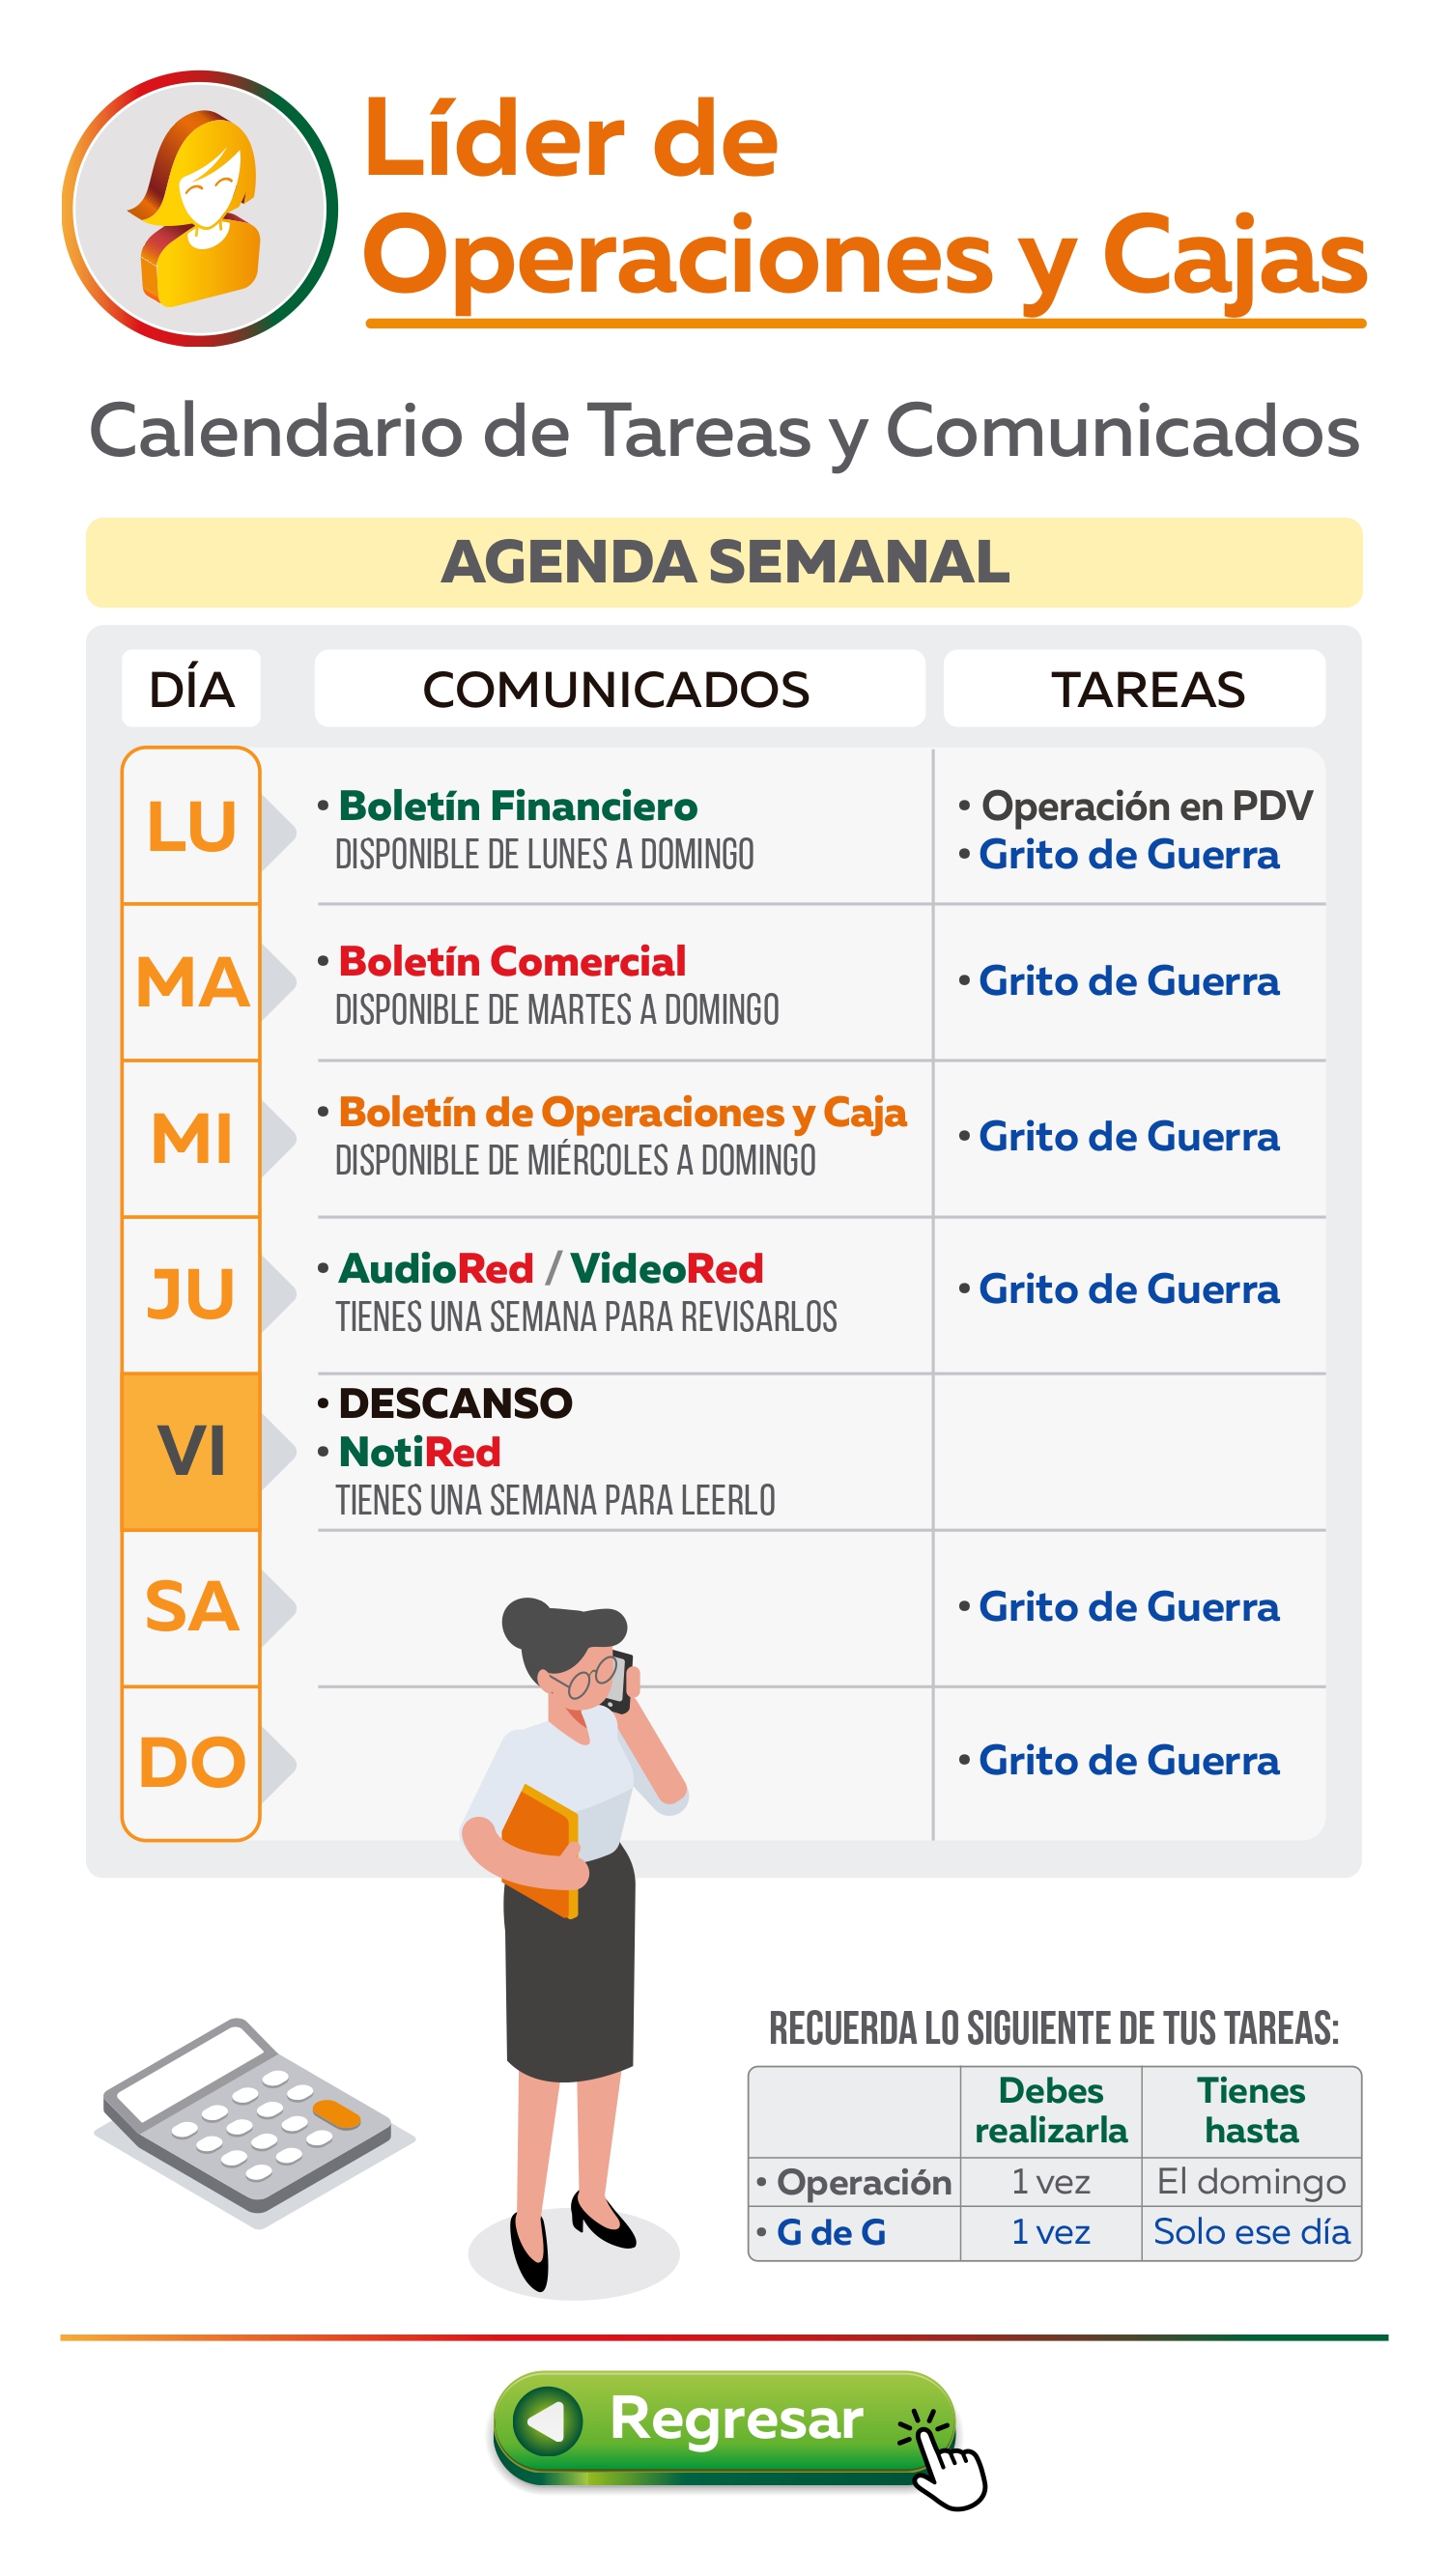 Líder de
Operaciones y Cajas
Calendario de Tareas y Comunicados
AGENDA SEMANAL
DÍA COMUNICADOS TAREAS
LU
• Boletín Financiero
DISPONIBLE DE LUNES A DOMINGO
• Operación en PDV
• Grito de Guerra
MA
• Boletín Comercial
DISPONIBLE DE MARTES A DOMINGO
• Grito de Guerra
MI
• Boletín de Operaciones y Caja
DISPONIBLE DE MIÉRCOLES A DOMINGO
• Grito de Guerra
JU
• AudioRed / VideoRed
TIENES UNA SEMANA PARA REVISARLOS
• Grito de Guerra
VI
• DESCANSO
• NotiRed
TIENES UNA SEMANA PARA LEERLO
SA
• Grito de Guerra
DO
• Grito de Guerra
RECUERDA LO SIGUIENTE DE TUS TAREAS:
Debes
realizarla
Tienes
hasta
• Operación 1 vez El domingo
• G de G 1 vez Solo ese día
Regresar